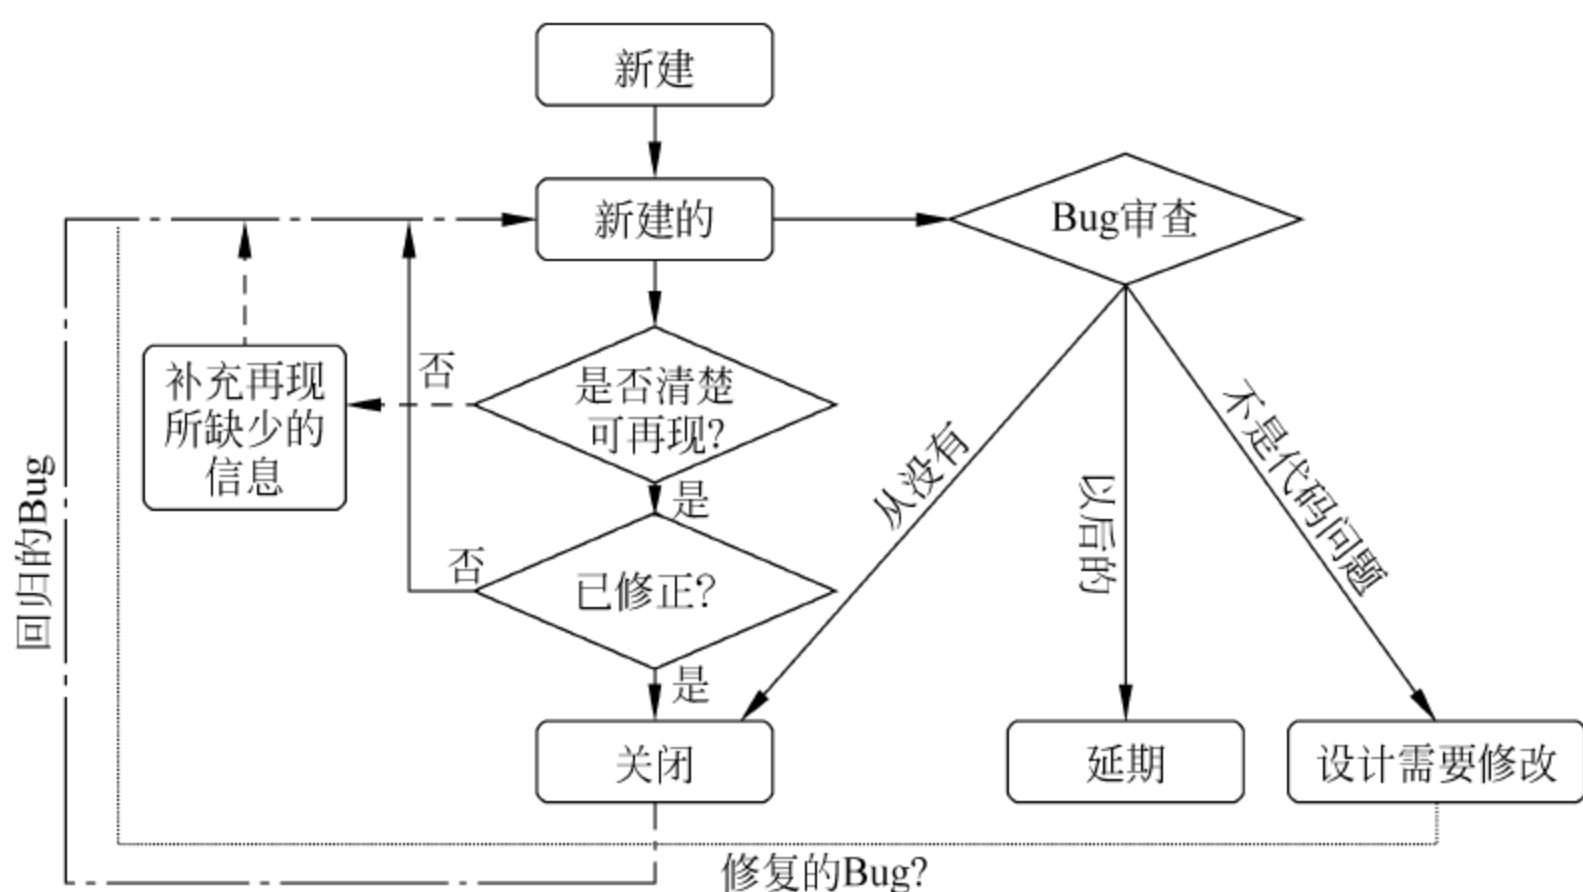 新建
新建的
Bug审查
补充再现
所缺少的
信息
否
是否清楚
可再现?
是
否
已修正?
是
从没有
以后的
不是代码问题
回归的Bug
关闭
延期
设计需要修改
修复的Bug?